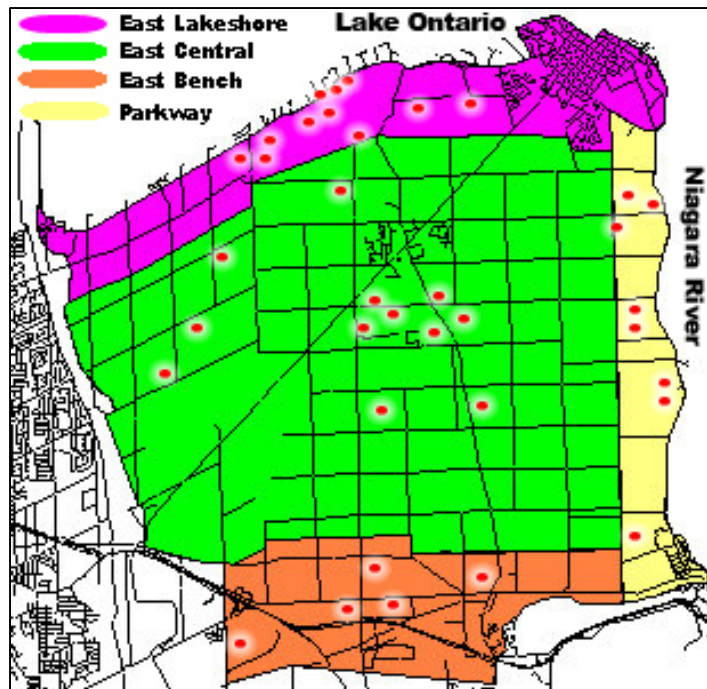 East Lakeshore
East Central
East Bench
Parkway
Lake Ontario
Niagara River